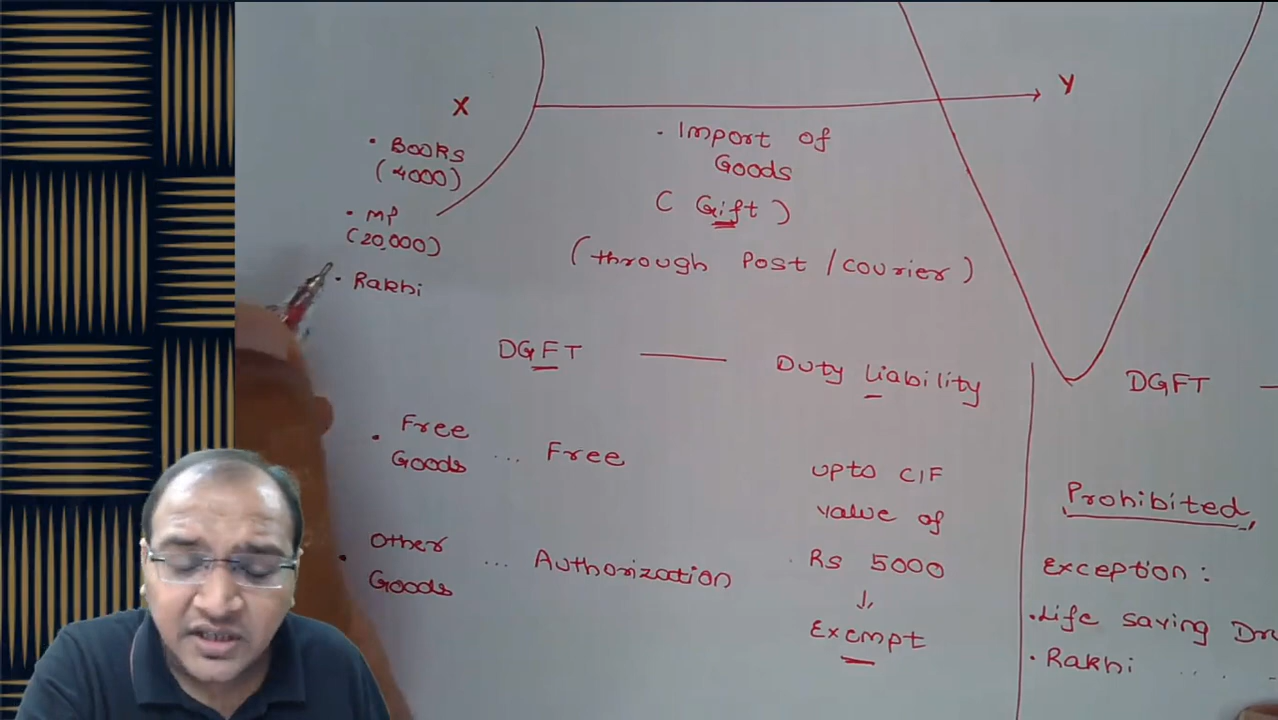 X
Y
• BOOKS
(4000)
• MP
(20,000)
• Rakhi
• Import of
Goods
( Gift )
(through Post / courier)
DGFT — Duty Liability
• Free
Goods ... Free
• Other
Goods ... Authorization
upto CIF
value of
Rs 5000
↓
Exempt
DGFT —
Prohibited
Exception :
• Life saving
• Rakhi ....